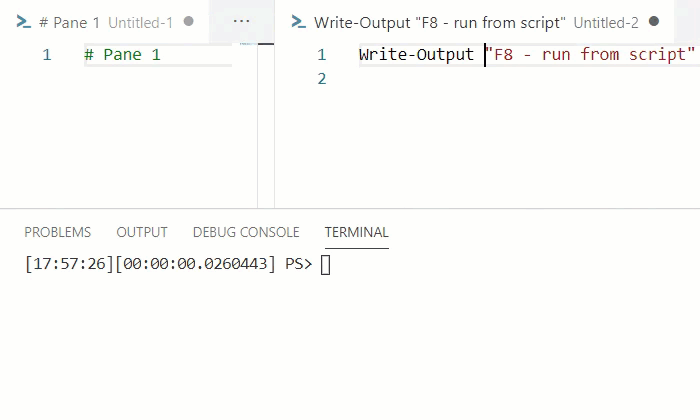 # Pane 1 Untitled-1 ● ···
1 # Pane 1
Write-Output "F8 - run from script" Untitled-2 ●
1 Write-Output "F8 - run from script"
2
PROBLEMS OUTPUT DEBUG CONSOLE TERMINAL
[17:57:26][00:00:00.0260443] PS>